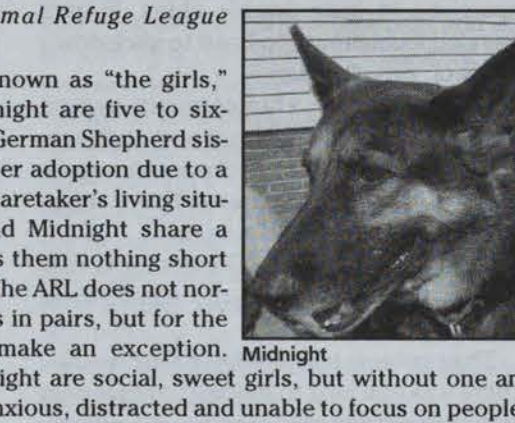 mal Refuge League
nown as “the girls,”
night are five to six-
German Shepherd sis-
er adoption due to a
aretaker's living situ-
d Midnight share a
s them nothing short
he ARL does not nor-
s in pairs, but for the
make an exception.
Midnight
ight are social, sweet girls, but without one an
nxious, distracted and unable to focus on people